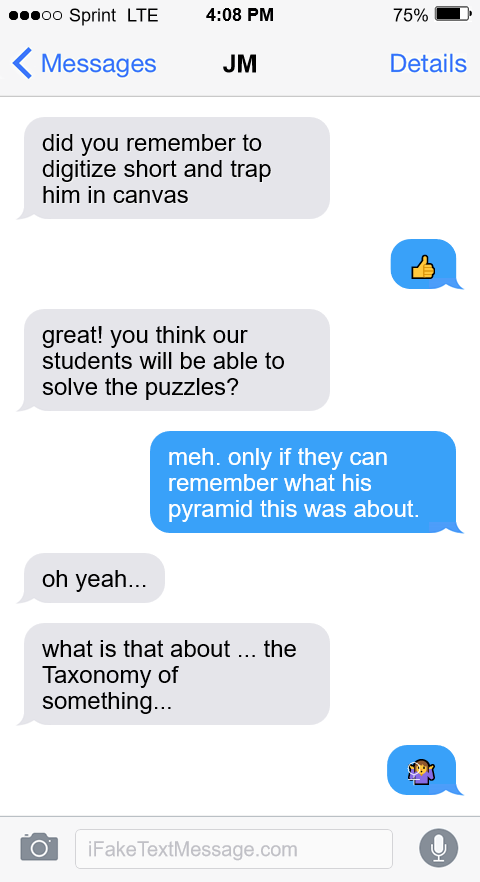 Sprint LTE 4:08 PM 75%
Messages JM Details
did you remember to
digitize short and trap
him in canvas
👍
great! you think our
students will be able to
solve the puzzles?
meh. only if they can
remember what his
pyramid this was about.
oh yeah...
what is that about ... the
Taxonomy of
something...
🤷‍♀️
iFakeTextMessage.com